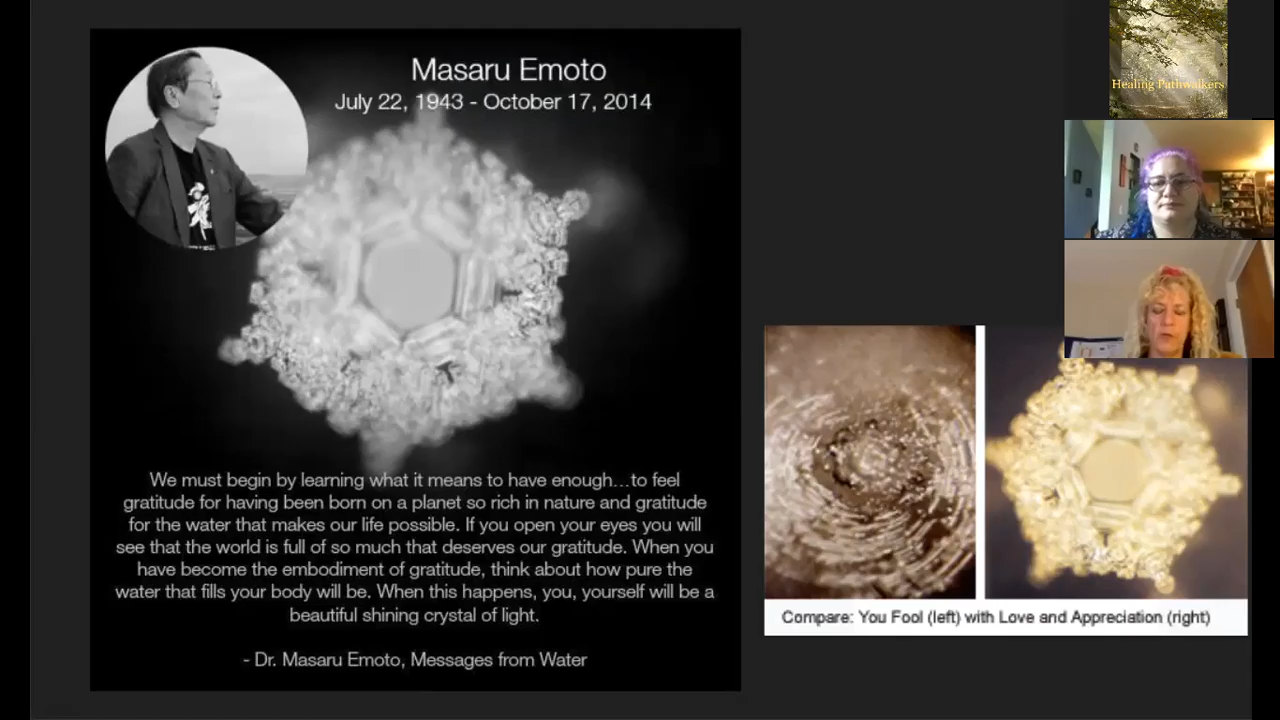 Masaru Emoto
July 22, 1943 - October 17, 2014
We must begin by learning what it means to have enough...to feel
gratitude for having been born on a planet so rich in nature and gratitude
for the water that makes our life possible. If you open your eyes you will
see that the world is full of so much that deserves our gratitude. When you
have become the embodiment of gratitude, think about how pure the
water that fills your body will be. When this happens, you, yourself will be a
beautiful shining crystal of light.
- Dr. Masaru Emoto, Messages from Water
Healing Pathwalkers
Compare: You Fool (left) with Love and Appreciation (right)